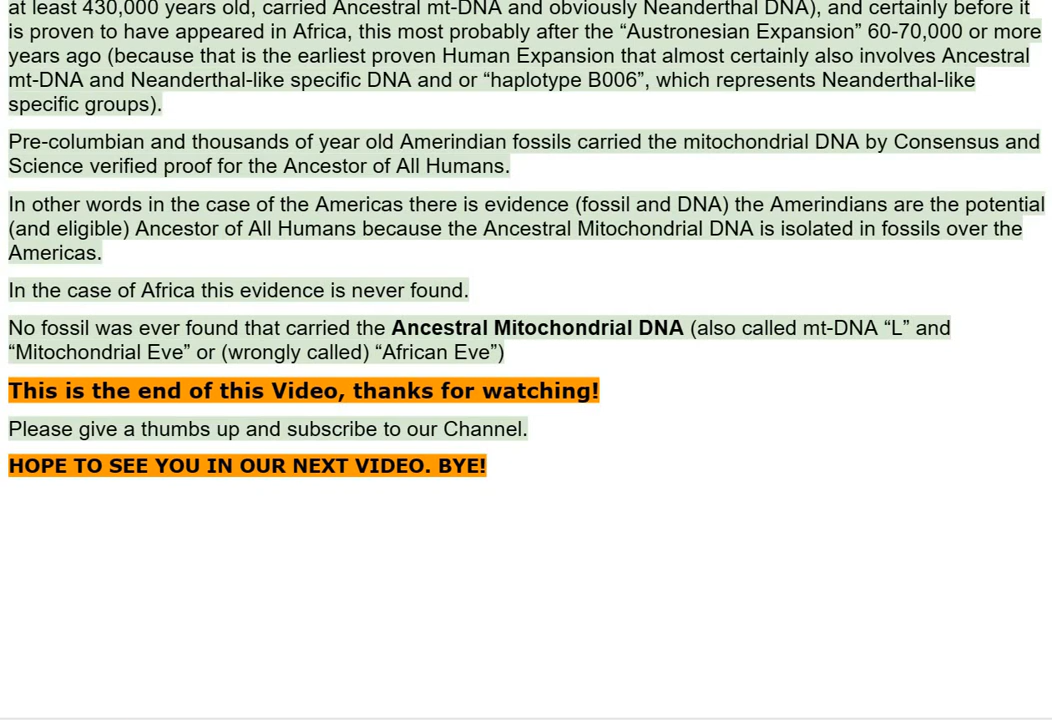 at least 430,000 years old, carried Ancestral mt-DNA and obviously Neanderthal DNA), and certainly before it
is proven to have appeared in Africa, this most probably after the “Austronesian Expansion” 60-70,000 or more
years ago (because that is the earliest proven Human Expansion that almost certainly also involves Ancestral
mt-DNA and Neanderthal-like specific DNA and or “haplotype B006”, which represents Neanderthal-like
specific groups).
Pre-columbian and thousands of year old Amerindian fossils carried the mitochondrial DNA by Consensus and
Science verified proof for the Ancestor of All Humans.
In other words in the case of the Americas there is evidence (fossil and DNA) the Amerindians are the potential
(and eligible) Ancestor of All Humans because the Ancestral Mitochondrial DNA is isolated in fossils over the
Americas.
In the case of Africa this evidence is never found.
No fossil was ever found that carried the Ancestral Mitochondrial DNA (also called mt-DNA “L” and
“Mitochondrial Eve” or (wrongly called) “African Eve”)
This is the end of this Video, thanks for watching!
Please give a thumbs up and subscribe to our Channel.
HOPE TO SEE YOU IN OUR NEXT VIDEO. BYE!